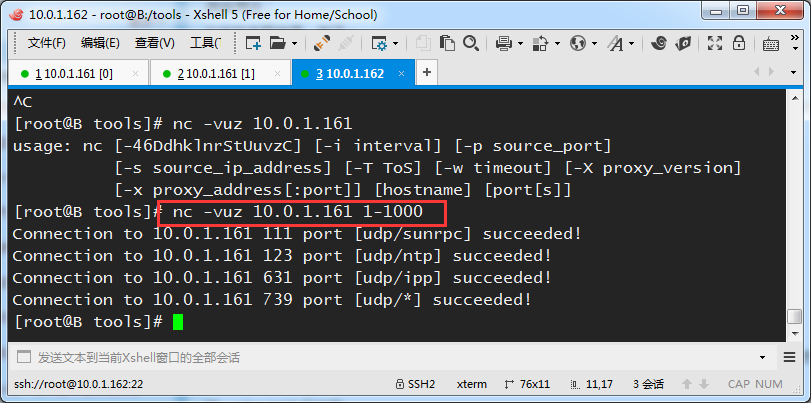 10.0.1.162 - root@B:/tools - Xshell 5 (Free for Home/School)
文件(F) 编辑(E) 查看(V) 工具(
1 10.0.1.161 [0] × 2 10.0.1.161 [1] × 3 10.0.1.162 × +
^C
[root@B tools]# nc -vuz 10.0.1.161
usage: nc [-46DdhklnrStUuvzC] [-i interval] [-p source_port]
[-s source_ip_address] [-T ToS] [-w timeout] [-X proxy_version]
[-x proxy_address[:port]] [hostname] [port[s]]
[root@B tools]# nc -vuz 10.0.1.161 1-1000
Connection to 10.0.1.161 111 port [udp/sunrpc] succeeded!
Connection to 10.0.1.161 123 port [udp/ntp] succeeded!
Connection to 10.0.1.161 631 port [udp/ipp] succeeded!
Connection to 10.0.1.161 739 port [udp/*] succeeded!
[root@B tools]#
发送文本到当前Xshell窗口的全部会话
ssh://root@10.0.1.162:22 SSH2 xterm 76x11 11,17 3 会话 CAP NUM